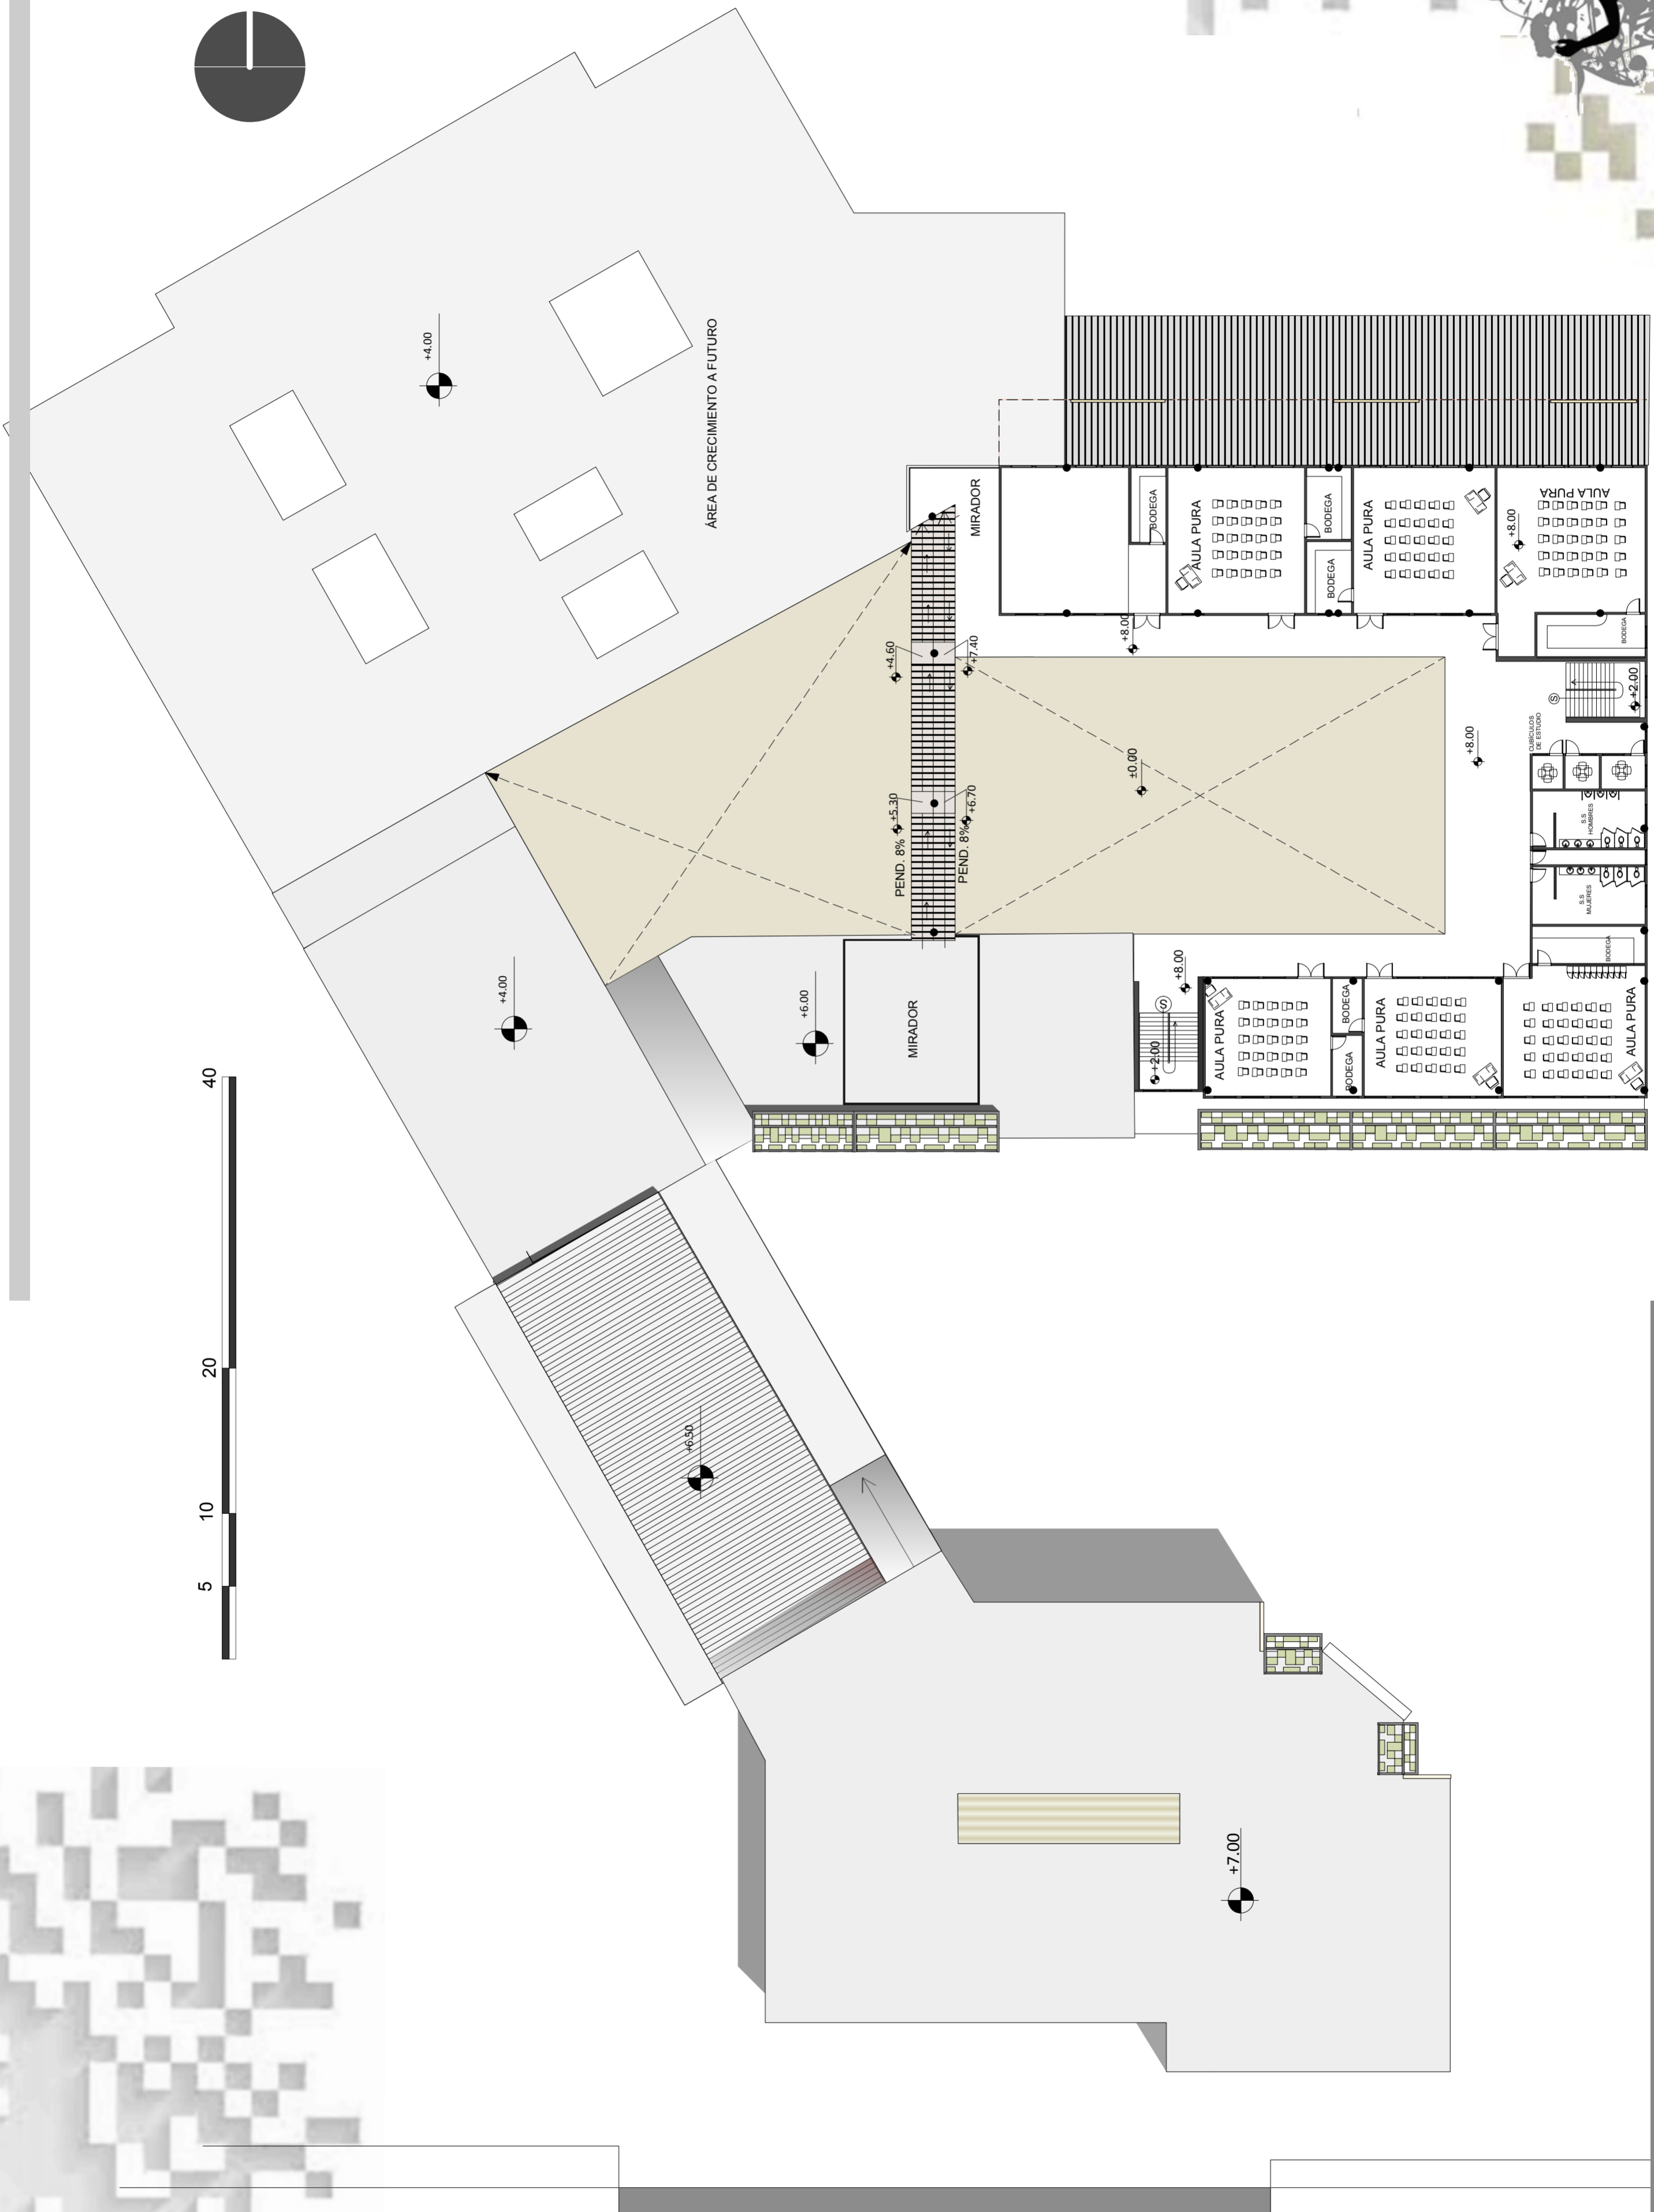 +4.00
ÁREA DE CRECIMIENTO A FUTURO
MIRADOR
BODEGA
AULA PURA
BODEGA
BODEGA
AULA PURA
AULA PURA
+8.00
BODEGA
+8.00
+4.60
+7.40
+2.00
S
CUBÍCULOS
DE ESTUDIO
+8.00
±0.00
+5.30
+6.70
PEND. 8%
PEND. 8%
S.S
HOMBRES
S.S
MUJERES
BODEGA
+4.00
+6.00
MIRADOR
+8.00
S
+2.00
AULA PURA
BODEGA
BODEGA
AULA PURA
AULA PURA
40
20
10
5
+6.50
+7.00